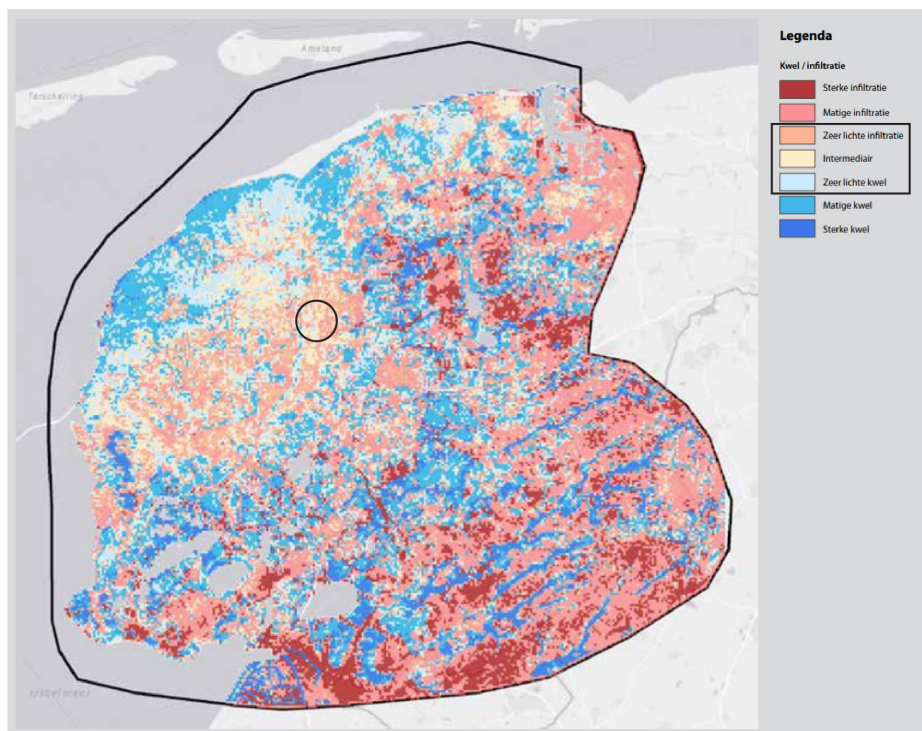 Ameland
Terschelling
IJsselmeer
Legenda
Kwel / infiltratie
Sterke infiltratie
Matige infiltratie
Zeer lichte infiltratie
Intermediair
Zeer lichte kwel
Matige kwel
Sterke kwel